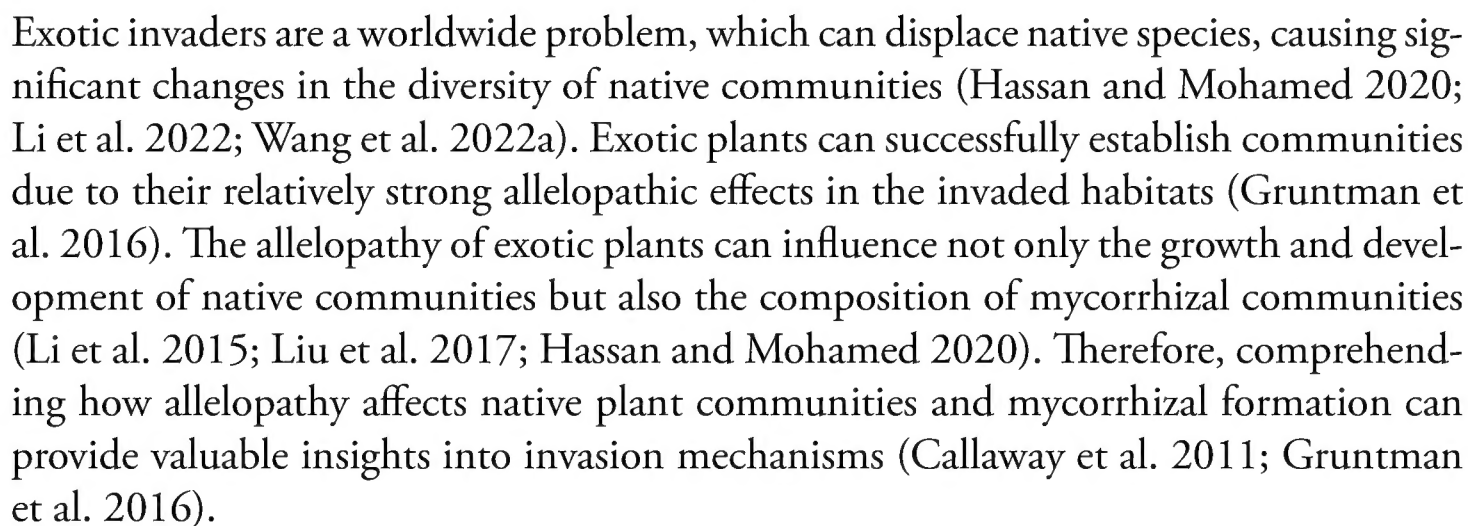 Exotic invaders are a worldwide problem, which can displace native species, causing sig-
nificant changes in the diversity of native communities (Hassan and Mohamed 2020;
Li et al. 2022; Wang et al. 2022a). Exotic plants can successfully establish communities
due to their relatively strong allelopathic effects in the invaded habitats (Gruntman et
al. 2016). The allelopathy of exotic plants can influence not only the growth and devel-
opment of native communities but also the composition of mycorrhizal communities
(Li et al. 2015; Liu et al. 2017; Hassan and Mohamed 2020). Therefore, comprehend-
ing how allelopathy affects native plant communities and mycorrhizal formation can
provide valuable insights into invasion mechanisms (Callaway et al. 2011; Gruntman
et al. 2016).